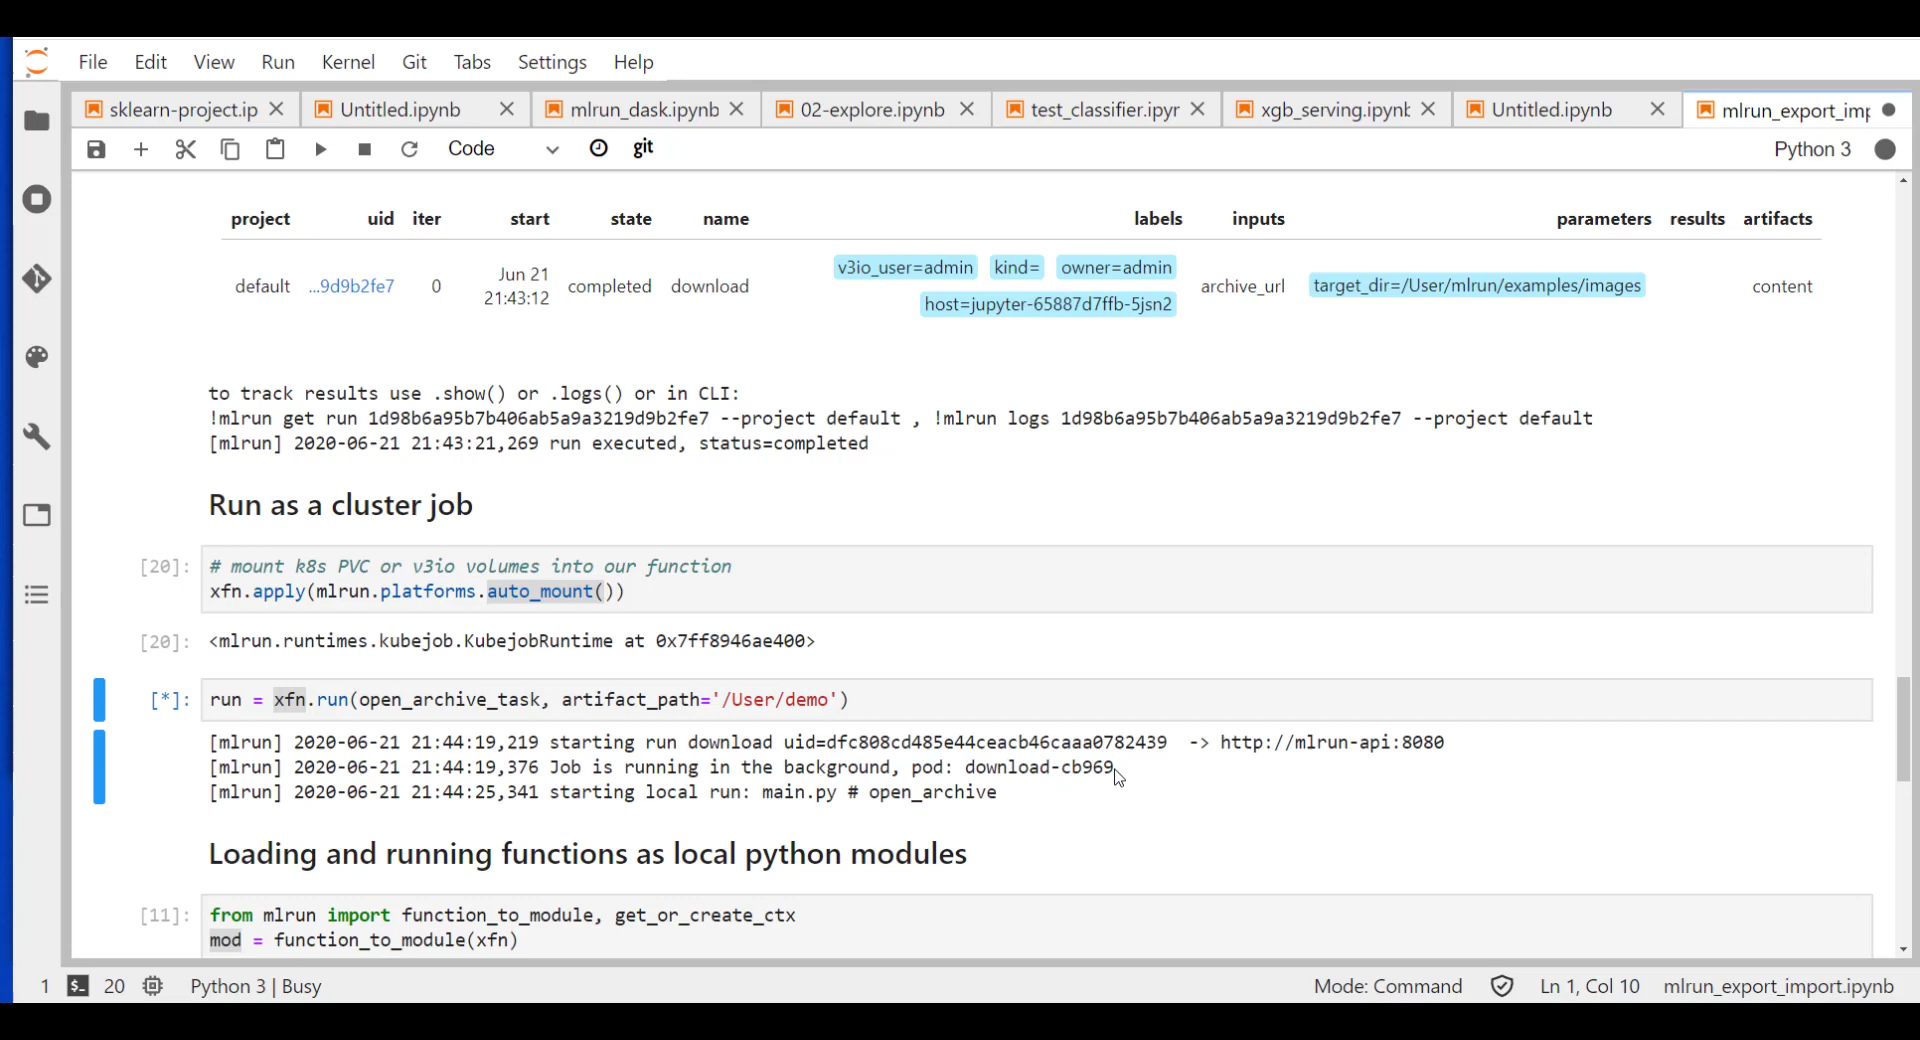 File Edit View Run Kernel Git Tabs Settings Help
sklearn-project.ip Untitled.ipynb mlrun_dask.ipynb 02-explore.ipynb test_classifier.ipyr xgb_serving.ipynb Untitled.ipynb mlrun_export_imp
Code git Python 3
project uid iter start state name labels inputs parameters results artifacts
default ...9d9b2fe7 0 Jun 21 21:43:12 completed download v3io_user=admin kind= owner=admin host=jupyter-65887d7ffb-5jsn2 archive_url target_dir=/User/mlrun/examples/images content
to track results use .show() or .logs() or in CLI:
!mlrun get run 1d98b6a95b7b406ab5a9a3219d9b2fe7 --project default , !mlrun logs 1d98b6a95b7b406ab5a9a3219d9b2fe7 --project default
[mlrun] 2020-06-21 21:43:21,269 run executed, status=completed
Run as a cluster job
[20]: # mount k8s PVC or v3io volumes into our function
xfn.apply(mlrun.platforms.auto_mount())
[20]: <mlrun.runtimes.kubejob.KubejobRuntime at 0x7ff8946ae400>
[*]: run = xfn.run(open_archive_task, artifact_path='/User/demo')
[mlrun] 2020-06-21 21:44:19,219 starting run download uid=dfc808cd485e44ceacb46caaa0782439 -> http://mlrun-api:8080
[mlrun] 2020-06-21 21:44:19,376 Job is running in the background, pod: download-cb969
[mlrun] 2020-06-21 21:44:25,341 starting local run: main.py # open_archive
Loading and running functions as local python modules
[11]: from mlrun import function_to_module, get_or_create_ctx
mod = function_to_module(xfn)
1 $_ 20 Python 3 | Busy Mode: Command Ln 1, Col 10 mlrun_export_import.ipynb